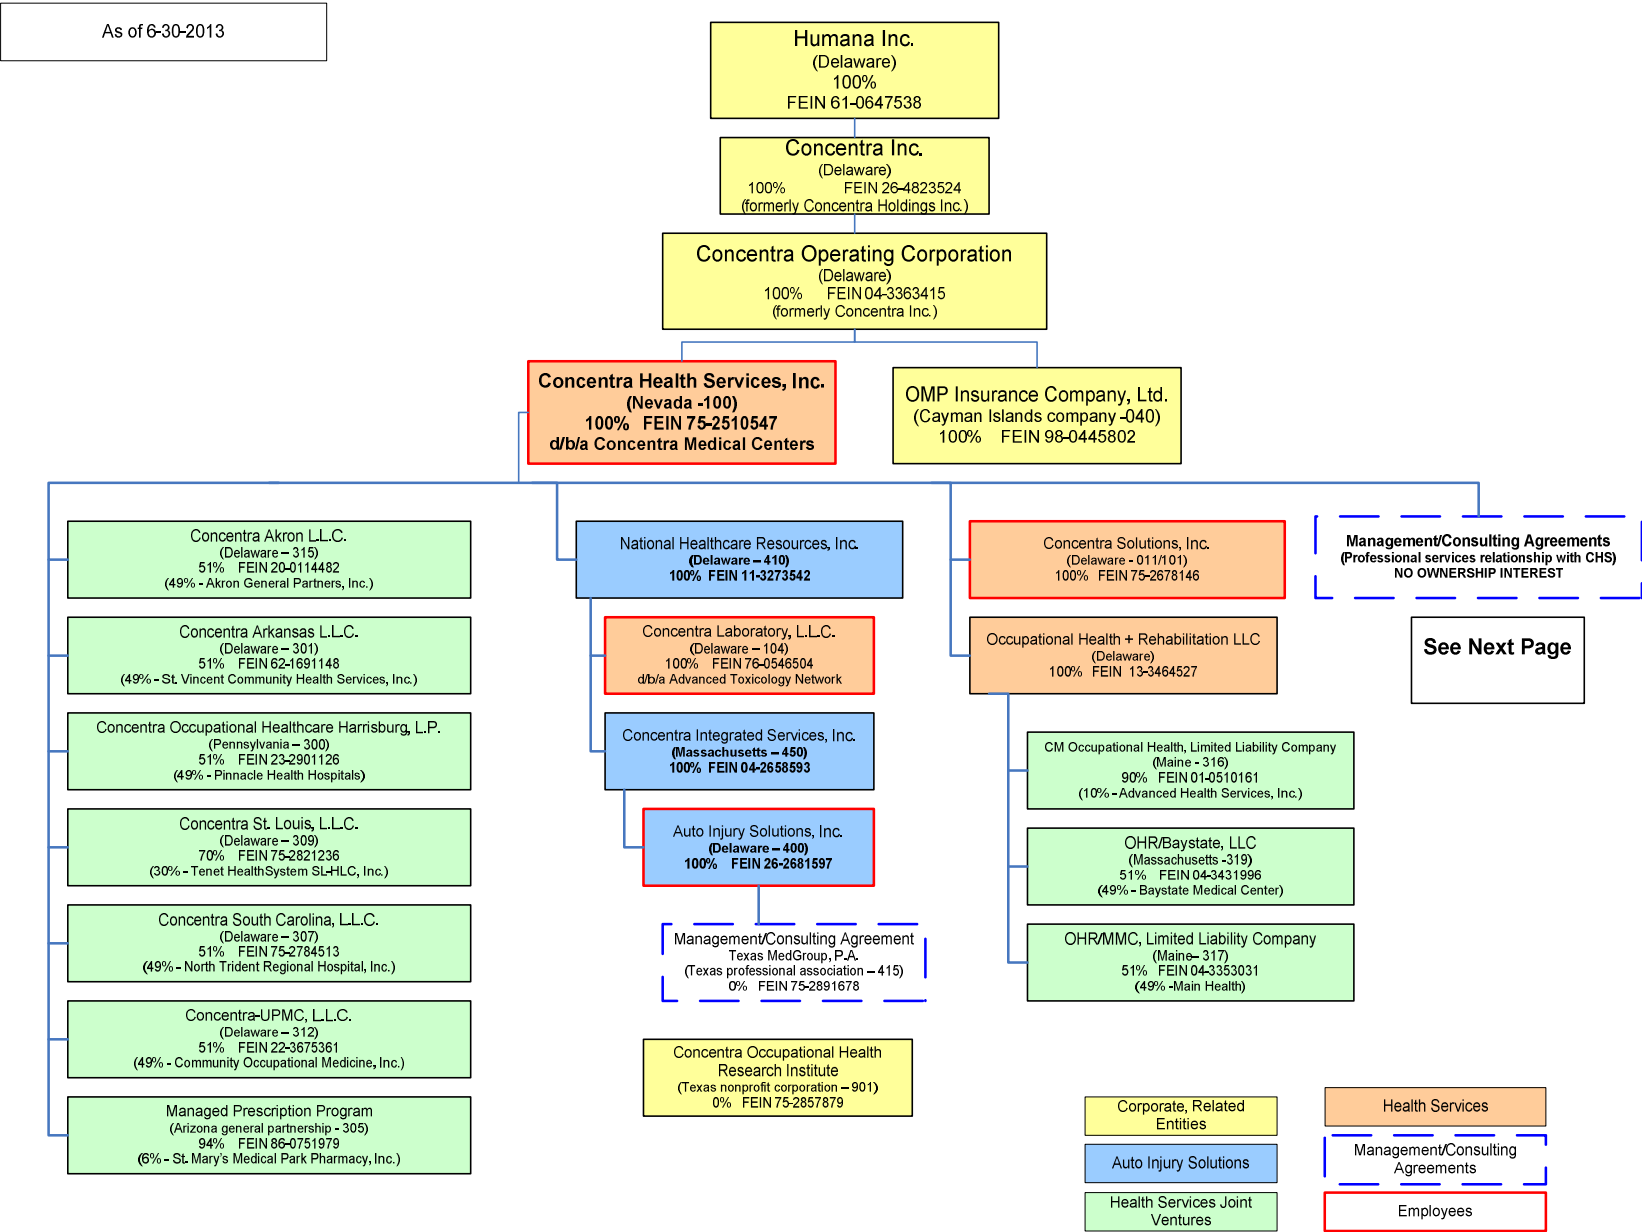 As of 6-30-2013
Humana Inc.
(Delaware)
100%
FEIN 61-0647538
Concentra Inc.
(Delaware)
100% FEIN 26-4823524
(formerly Concentra Holdings Inc.)
Concentra Operating Corporation
(Delaware)
100% FEIN 04-3363415
(formerly Concentra Inc.)
Concentra Health Services, Inc.
(Nevada -100)
100% FEIN 75-2510547
d/b/a Concentra Medical Centers
OMP Insurance Company, Ltd.
(Cayman Islands company -040)
100% FEIN 98-0445802
Concentra Akron L.L.C.
(Delaware – 315)
51% FEIN 20-0114482
(49% - Akron General Partners, Inc.)
Concentra Arkansas L.L.C.
(Delaware – 301)
51% FEIN 62-1691148
(49% - St. Vincent Community Health Services, Inc.)
Concentra Occupational Healthcare Harrisburg, L.P.
(Pennsylvania – 300)
51% FEIN 23-2901126
(49% - Pinnacle Health Hospitals)
Concentra St. Louis, L.L.C.
(Delaware – 309)
70% FEIN 75-2821236
(30% - Tenet HealthSystem SL-HLC, Inc.)
Concentra South Carolina, L.L.C.
(Delaware – 307)
51% FEIN 75-2784513
(49% - North Trident Regional Hospital, Inc.)
Concentra-UPMC, L.L.C.
(Delaware – 312)
51% FEIN 22-3675361
(49% - Community Occupational Medicine, Inc.)
Managed Prescription Program
(Arizona general partnership - 305)
94% FEIN 86-0751979
(6% - St. Mary's Medical Park Pharmacy, Inc.)
National Healthcare Resources, Inc.
(Delaware – 410)
100% FEIN 11-3273542
Concentra Laboratory, L.L.C.
(Delaware – 104)
100% FEIN 76-0546504
d/b/a Advanced Toxicology Network
Concentra Integrated Services, Inc.
(Massachusetts – 450)
100% FEIN 04-2658593
Auto Injury Solutions, Inc.
(Delaware – 400)
100% FEIN 26-2681597
Management/Consulting Agreement
Texas MedGroup, P.A.
(Texas professional association – 415)
0% FEIN 75-2891678
Concentra Occupational Health
Research Institute
(Texas nonprofit corporation – 901)
0% FEIN 75-2857879
Concentra Solutions, Inc.
(Delaware - 011/101)
100% FEIN 75-2678146
Occupational Health + Rehabilitation LLC
(Delaware)
100% FEIN 13-3464527
CM Occupational Health, Limited Liability Company
(Maine - 316)
90% FEIN 01-0510161
(10% - Advanced Health Services, Inc.)
OHR/Baystate, LLC
(Massachusetts -319)
51% FEIN 04-3431996
(49% - Baystate Medical Center)
OHR/MMC, Limited Liability Company
(Maine– 317)
51% FEIN 04-3353031
(49% -Main Health)
Management/Consulting Agreements
(Professional services relationship with CHS)
NO OWNERSHIP INTEREST
See Next Page
Corporate, Related
Entities
Health Services
Auto Injury Solutions
Management/Consulting
Agreements
Health Services Joint
Ventures
Employees